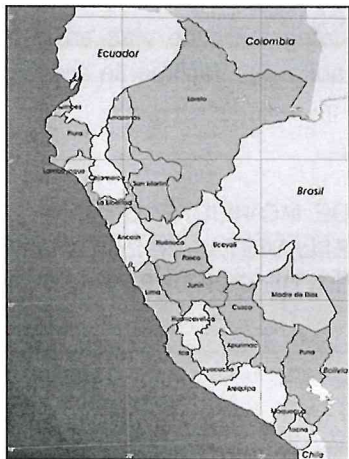 Ecuador
Colombia
Tumbes
Piura
Amazonas
Loreto
Lambayeque
Cajamarca
San Martín
La Libertad
Brasil
Ancash
Huánuco
Ucayali
Pasco
Lima
Junín
Madre de Dios
Cusco
Huancavelica
Ica
Apurímac
Ayacucho
Puno
Bolivia
Arequipa
Moquegua
Tacna
Chile